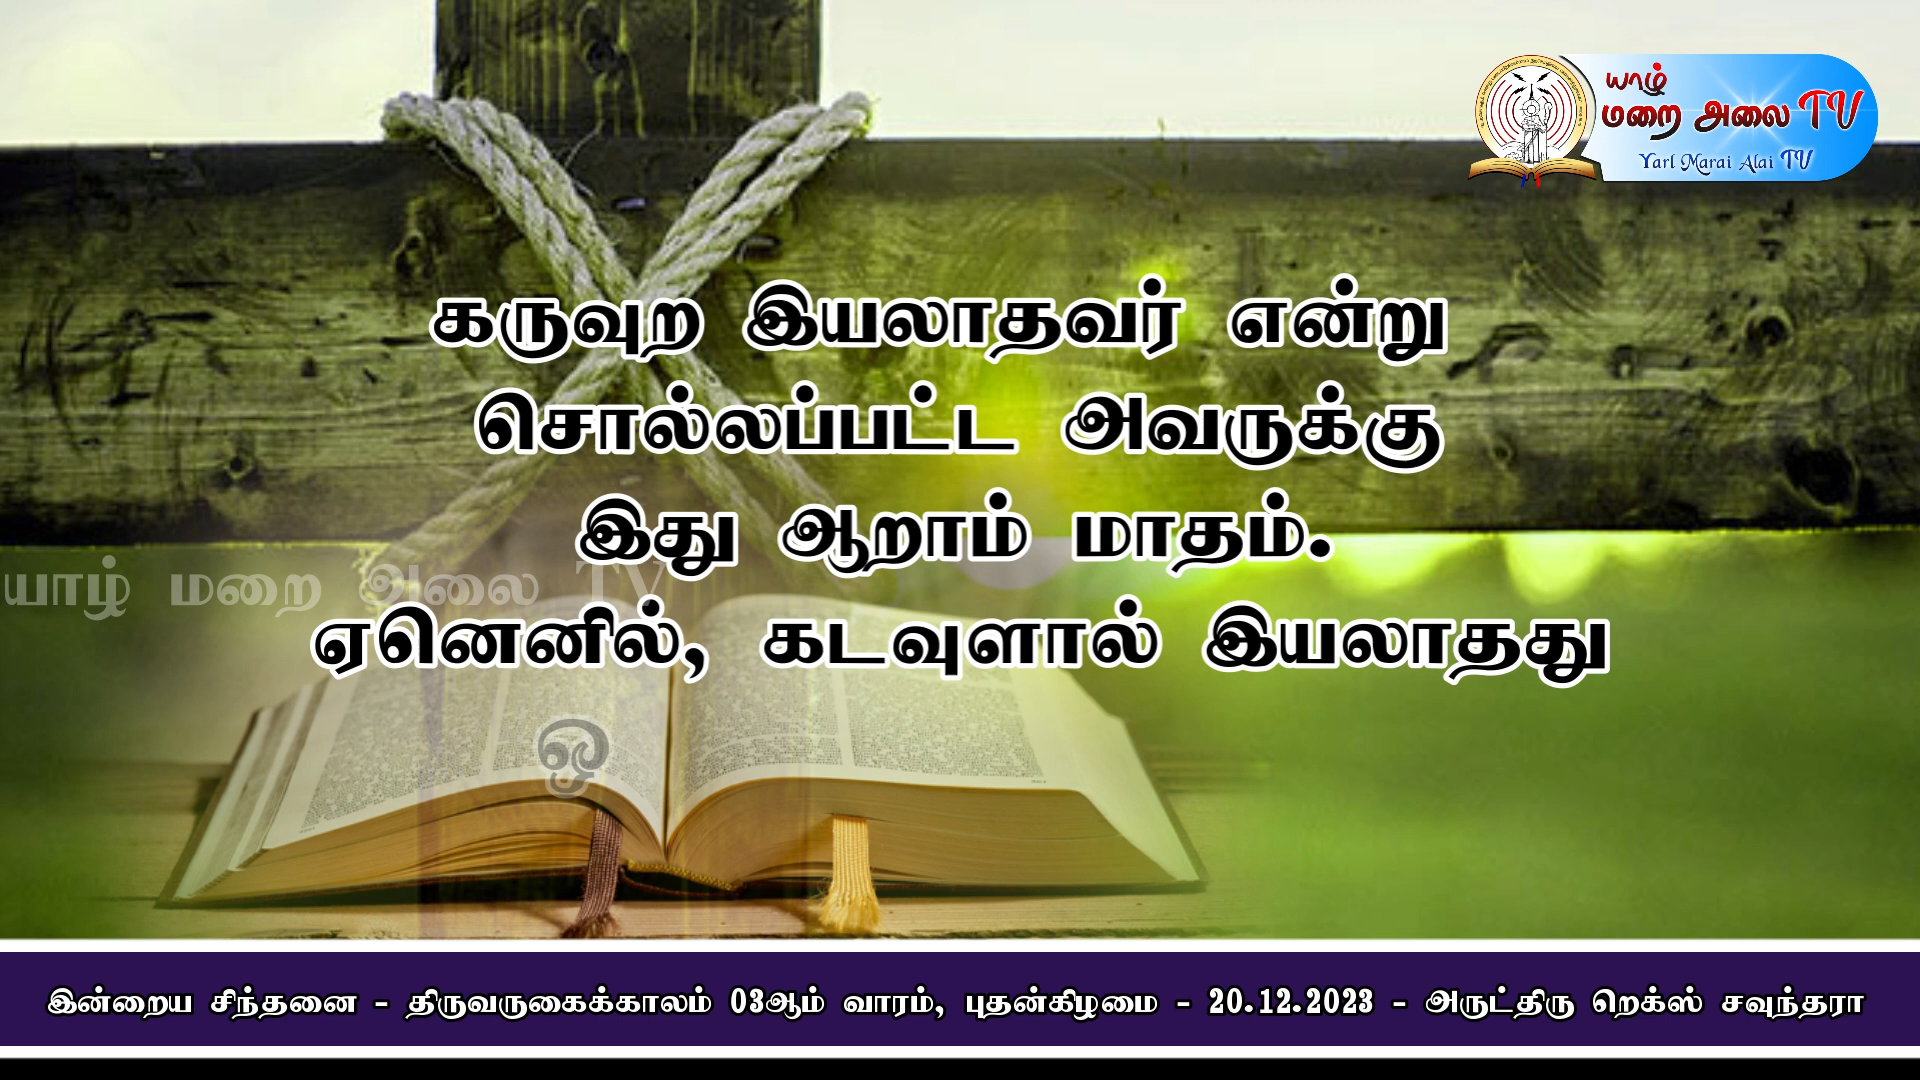 யாழ்
மறை அலை TV
Yarl Marai Alai TV
கருவுற இயலாதவர் என்று
சொல்லப்பட்ட அவருக்கு
இது ஆறாம் மாதம்.
யாழ் மறை அலை TV
ஏனெனில், கடவுளால் இயலாதது
ஓ
இன்றைய சிந்தனை - திருவருகைக்காலம் 03ஆம் வாரம், புதன்கிழமை - 20.12.2023 - அருட்திரு றெக்ஸ் சவுந்தரா